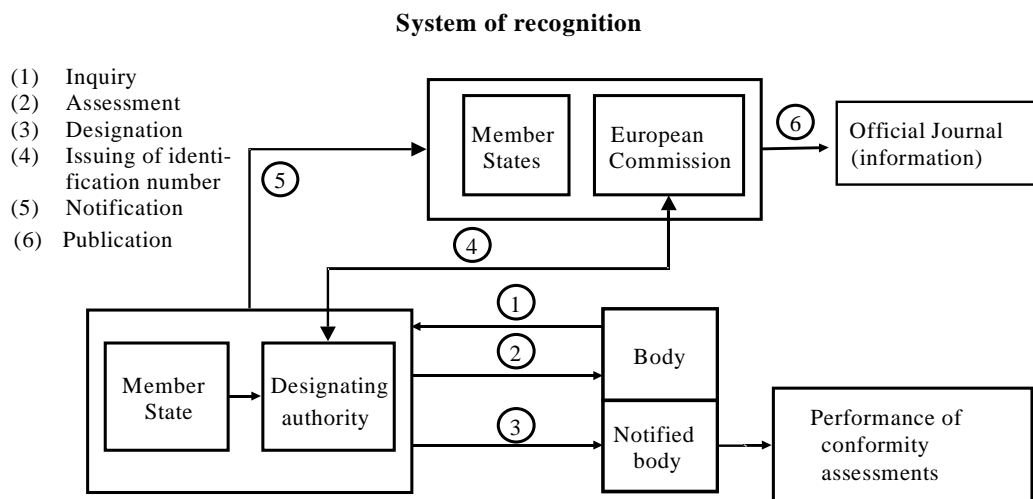 System of recognition
(1) Inquiry
(2) Assessment
(3) Designation
(4) Issuing of identi-
fication number
(5) Notification
(6) Publication
Member
States
European
Commission
6
Official Journal
(information)
5
4
1
2
3
Member
State
Designating
authority
Body
Notified
body
Performance of
conformity
assessments